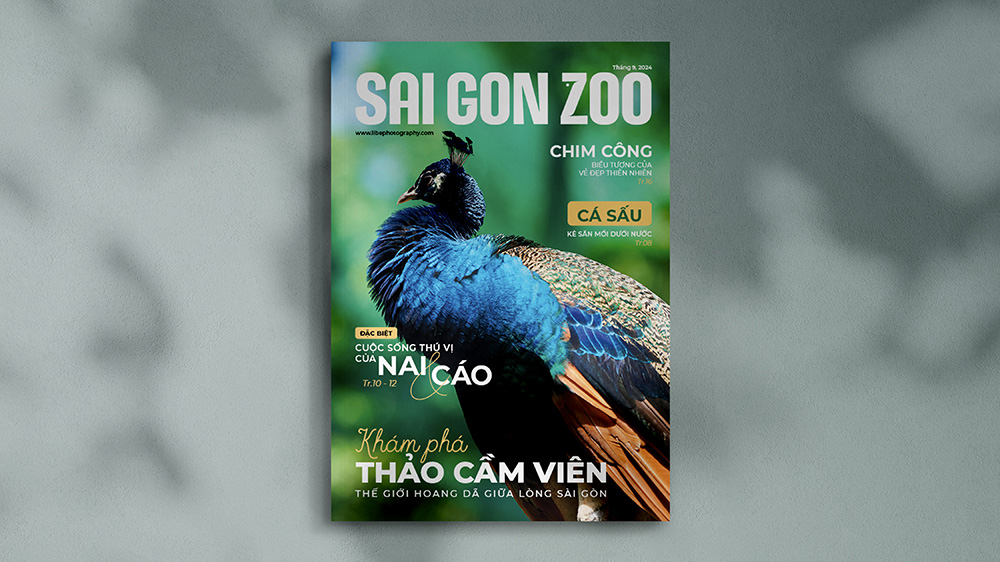 Tháng 9, 2024
SAI GON ZOO
www.libephotography.com
CHIM CÔNG
BIỂU TƯỢNG CỦA
VẺ ĐẸP THIÊN NHIÊN
Tr.16
CÁ SẤU
KẺ SĂN MỒI DƯỚI NƯỚC
Tr.08
ĐẶC BIỆT
CUỘC SỐNG THÚ VỊ
CỦA NAI & CÁO
Tr.10 - 12
Khám phá
THẢO CẦM VIÊN
THẾ GIỚI HOANG DÃ GIỮA LÒNG SÀI GÒN